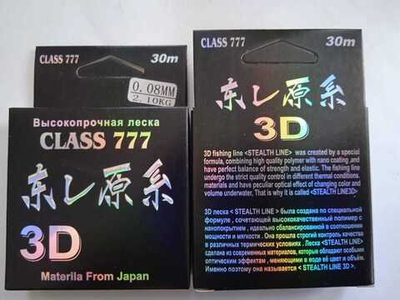 CLASS 777
30m
0.08MM
2.10KG
Высокопрочная леска
CLASS 777
东レ原系
3D
Materila From Japan
CLASS 777
30m
东レ原系
3D
3D fishing line <STEALTH LINE> was created by a special
formula, combining high quality polymer with nano coating ,and
have perfect balance of strength and elastic. The fishing line
undergo the strict quality control in different thermal conditions,
materials and have peculiar optical effect of changing color and
volume underwater, That is why it is called <STEALTH LINE3D>.
3D леска <STEALTH LINE> была создана по специальной
формуле , сочетающей высококачественный полимер с
нанопокрытием , идеально сбалансированной в соотношении
мощности и мягкости . Она прошла строгий контроль качества
в различных термических условиях . Леска <STEALTH LINE>
сделана из современных материалов, которые обладают особыми
оптическим эффектам , меняющими в воде её цвет и объем.
Именно поэтому она называется < STEALTH LINE 3D >.